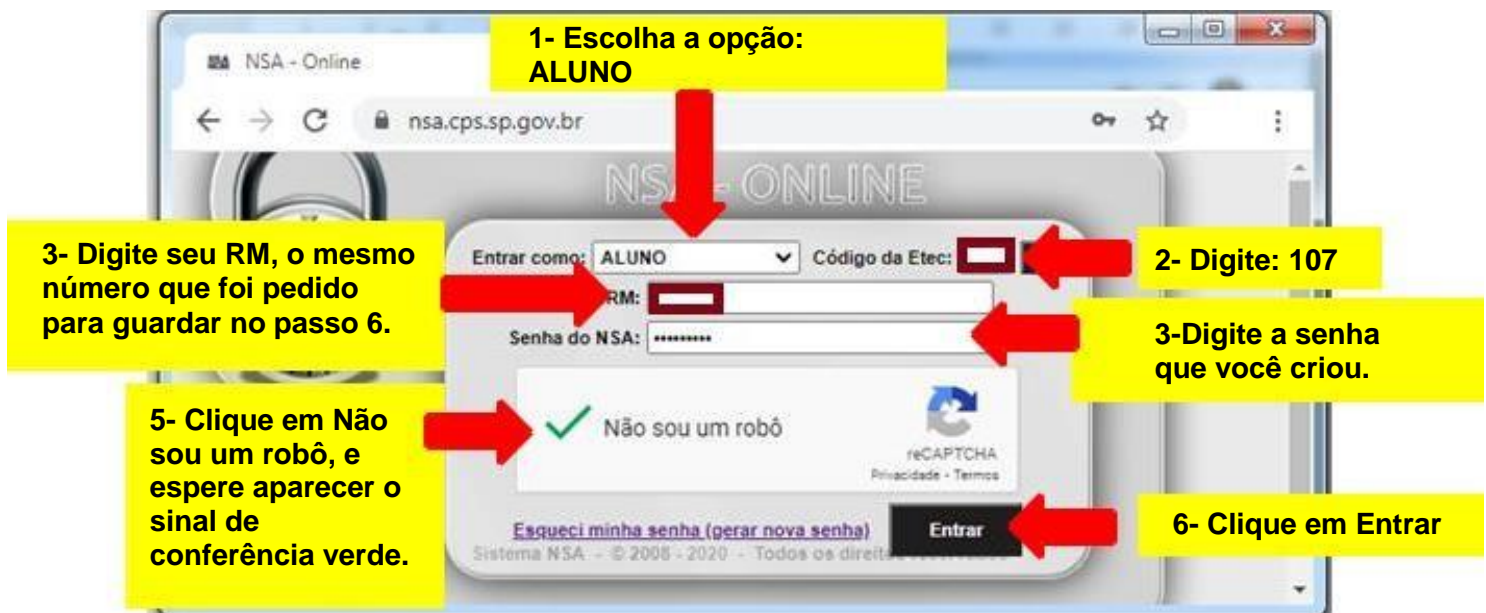 1- Escolha a opção:
ALUNO
NSA - Online
nsa.cps.sp.gov.br
NSA - ONLINE
3- Digite seu RM, o mesmo
número que foi pedido
para guardar no passo 6.
Entrar como: ALUNO Código da Etec:
2- Digite: 107
RM:
Senha do NSA: •••••••••
3-Digite a senha
que você criou.
5- Clique em Não
sou um robô, e
espere aparecer o
sinal de
conferência verde.
Não sou um robô
reCAPTCHA
Privacidade - Termos
Esqueci minha senha (gerar nova senha) Entrar
6- Clique em Entrar
Sistema NSA - © 2008 - 2020 - Todos os